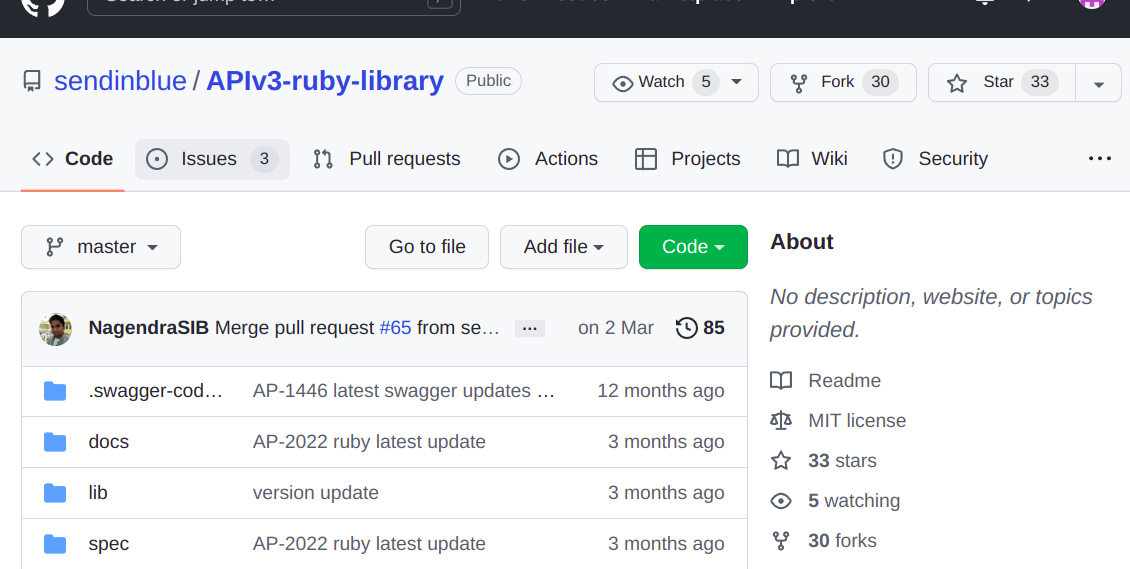 sendinblue / APIv3-ruby-library Public Watch 5 Fork 30 Star 33
Code Issues 3 Pull requests Actions Projects Wiki Security
master Go to file Add file Code
NagendraSIB Merge pull request #65 from se… on 2 Mar 85
.swagger-cod… AP-1446 latest swagger updates … 12 months ago
docs AP-2022 ruby latest update 3 months ago
lib version update 3 months ago
spec AP-2022 ruby latest update 3 months ago
About
No description, website, or topics
provided.
Readme
MIT license
33 stars
5 watching
30 forks